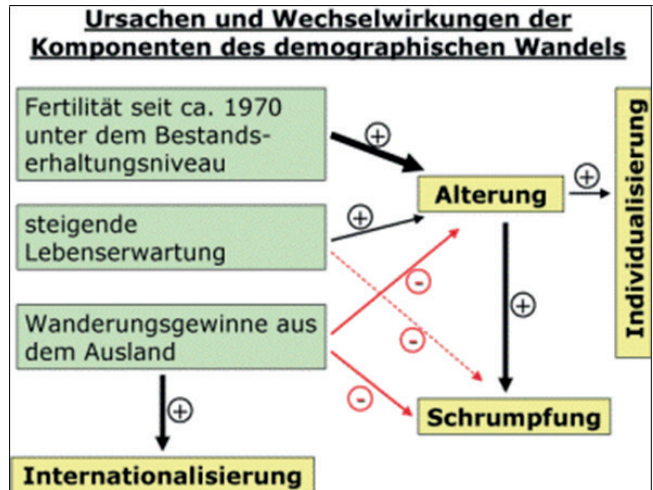 Ursachen und Wechselwirkungen der
Komponenten des demographischen Wandels
Fertilität seit ca. 1970
unter dem Bestands-
erhaltungsniveau
+
Alterung
+
Individualisierung
steigende
Lebenserwartung
+
-
+
-
Wanderungsgewinne aus
dem Ausland
-
Schrumpfung
+
Internationalisierung